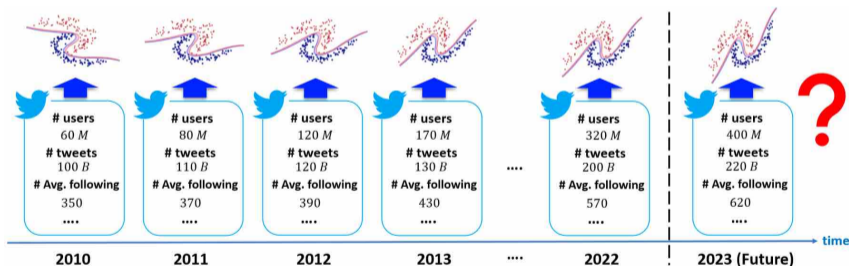 # users
60 M
# tweets
100 B
# Avg. following
350
....
# users
80 M
# tweets
110 B
# Avg. following
370
....
# users
120 M
# tweets
120 B
# Avg. following
390
....
# users
170 M
# tweets
130 B
# Avg. following
430
....
....
# users
320 M
# tweets
200 B
# Avg. following
570
....
# users
400 M
# tweets
220 B
# Avg. following
620
....
?
time
2010 2011 2012 2013 .... 2022 2023 (Future)